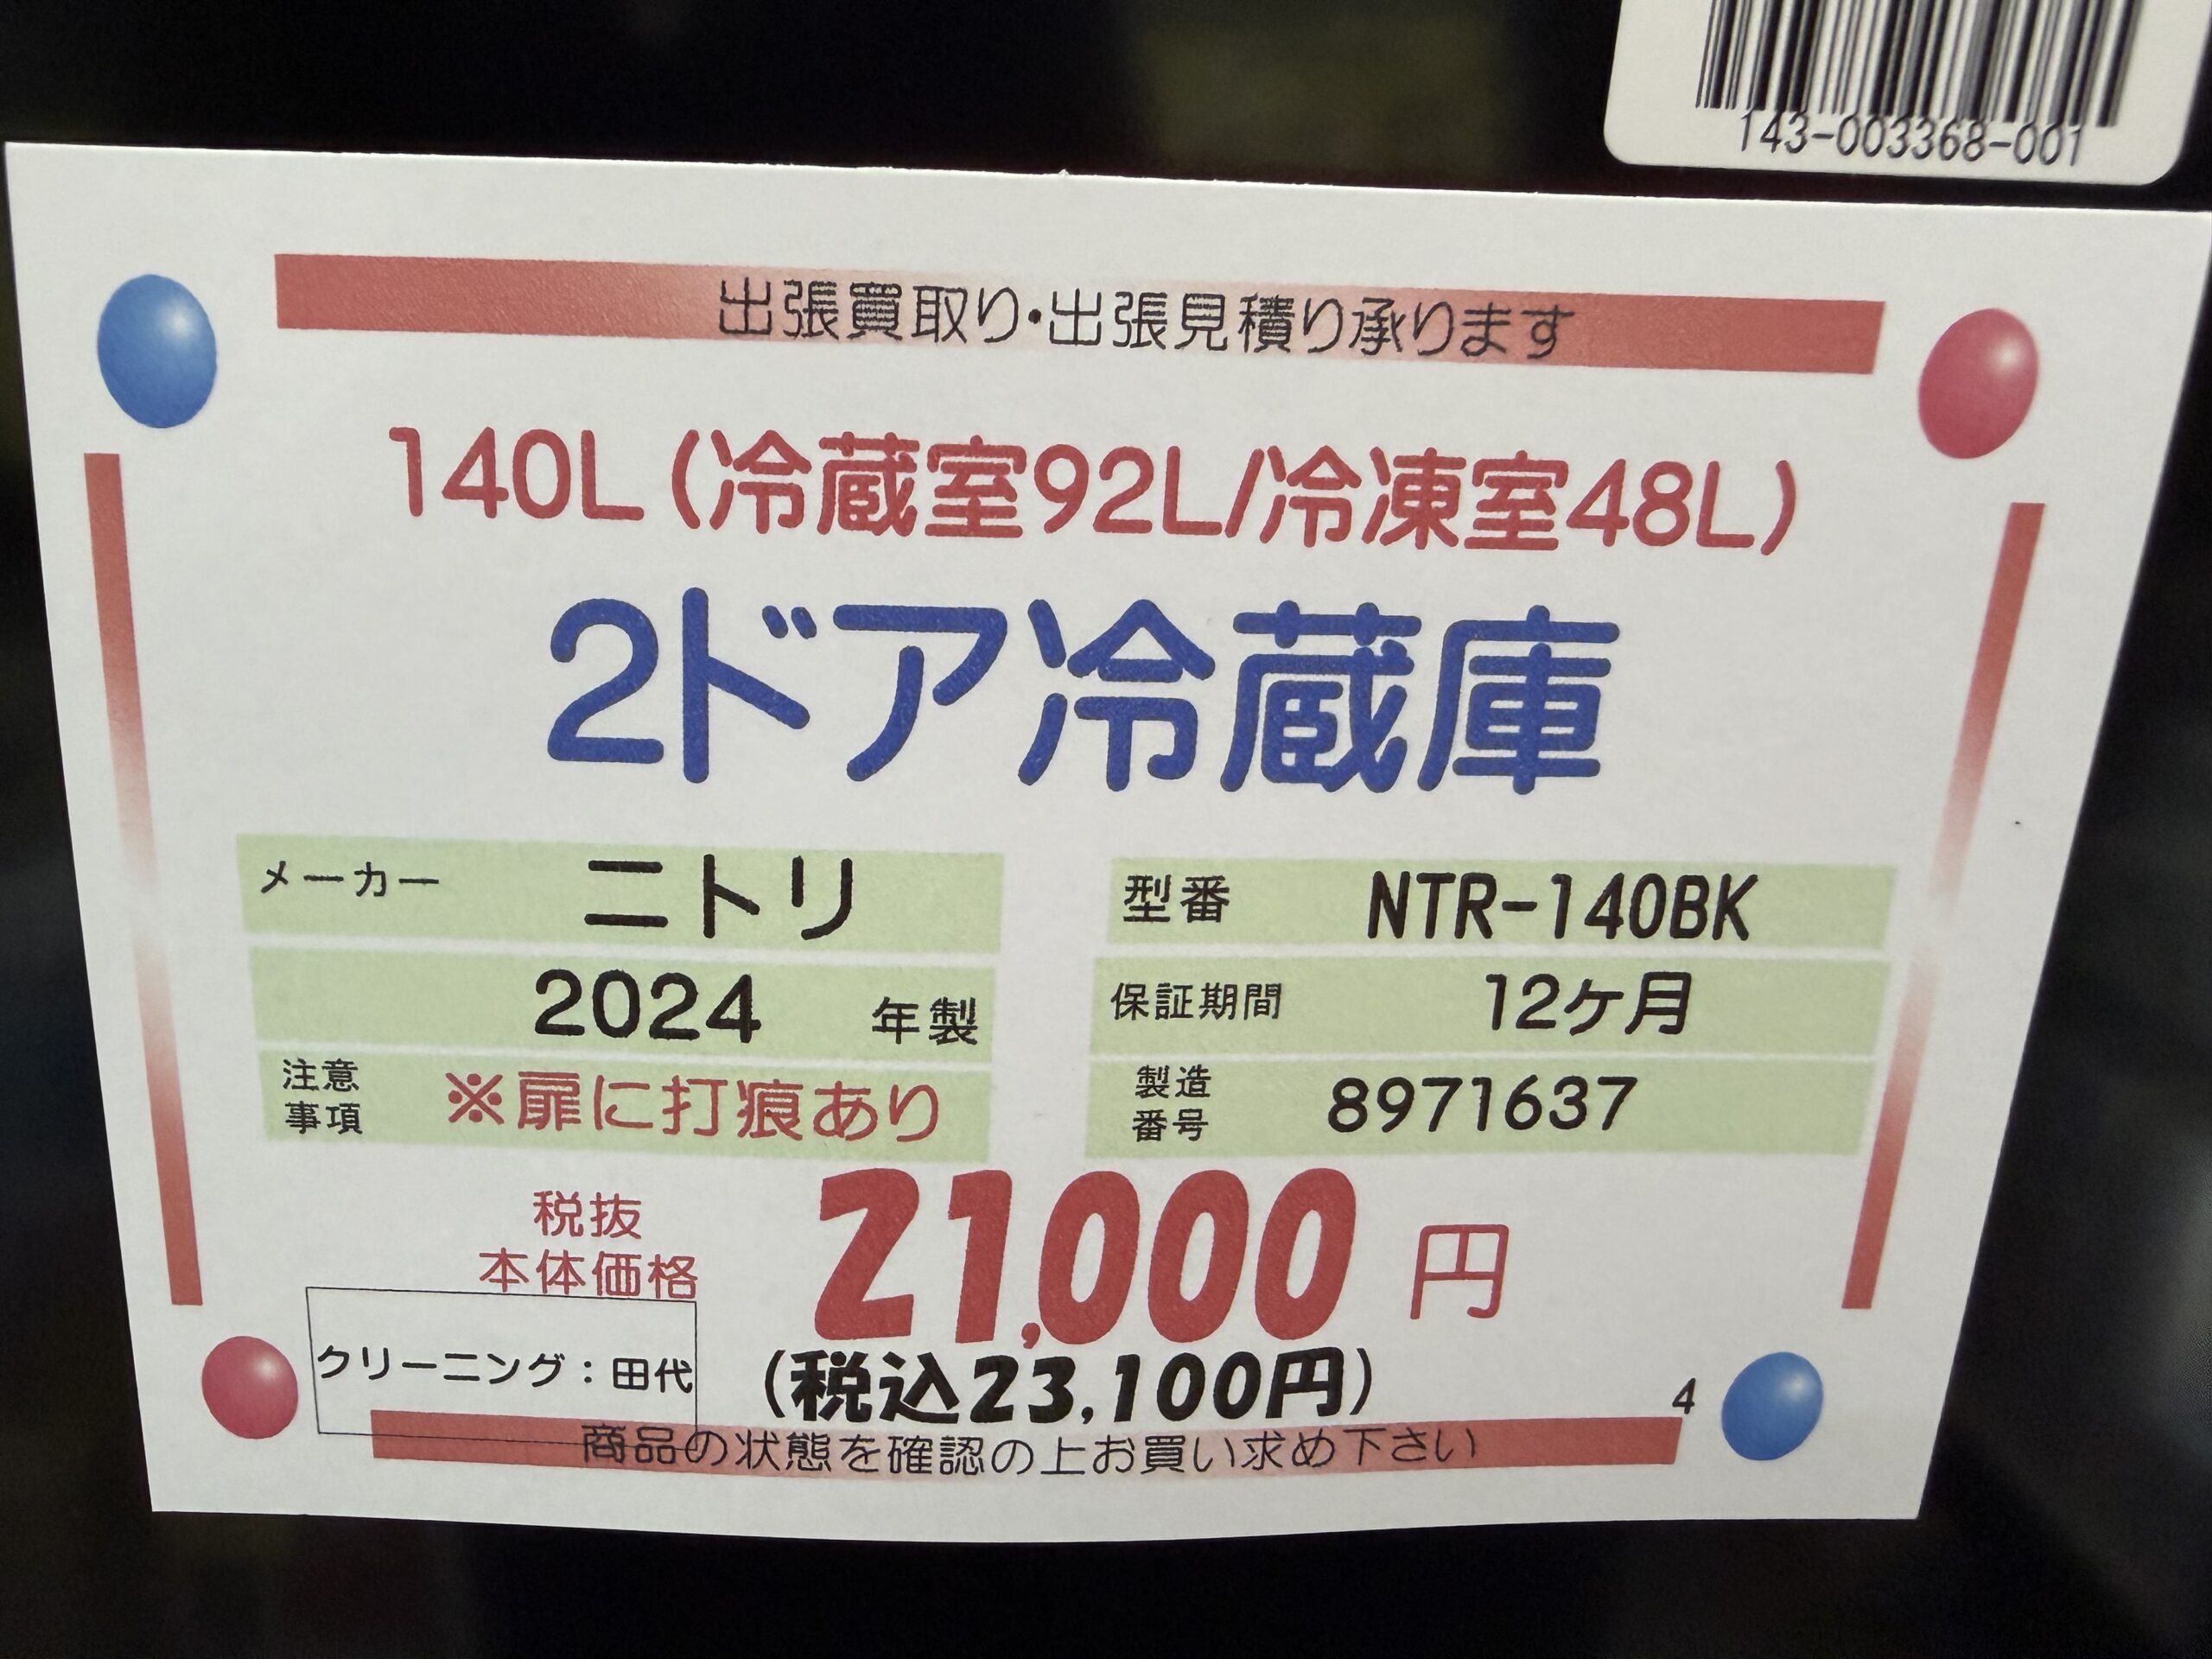 143-003368-001
出張買取り・出張見積り承ります
140L(冷蔵室92L/冷凍室48L)
2ドア冷蔵庫
メーカー ニトリ 型番 NTR-140BK
2024 年製 保証期間 12ヶ月
注意事項 ※扉に打痕あり 製造番号 8971637
税抜
本体価格 21,000 円
クリーニング：田代 (税込23,100円) 4
商品の状態を確認の上お買い求め下さい